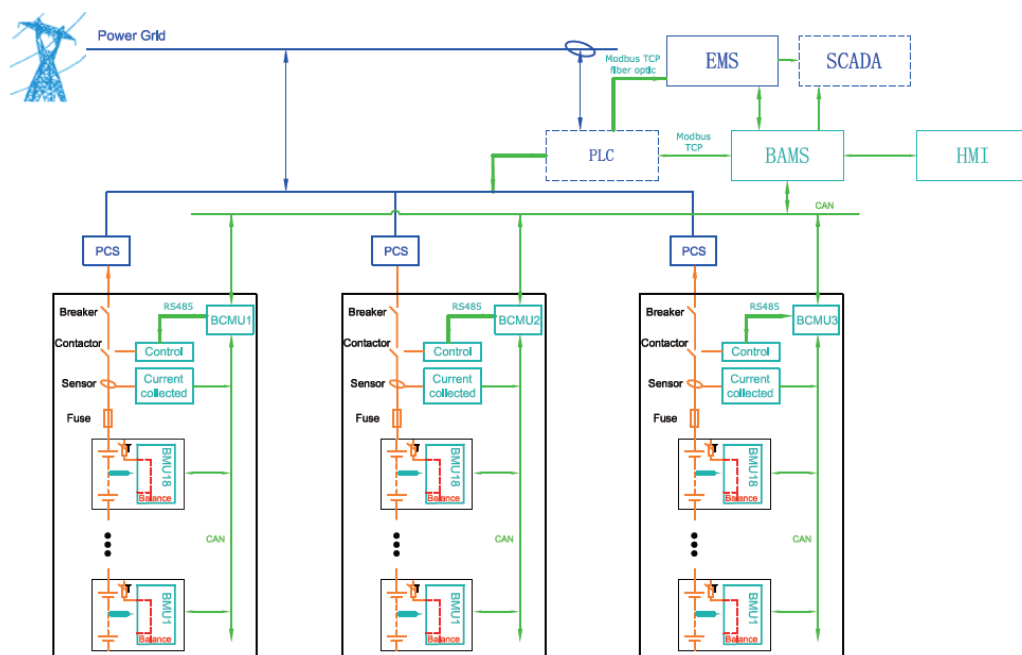 Power Grid
Modbus TCP
fiber optic
EMS
SCADA
PLC
Modbus
TCP
BAMS
HMI
CAN
PCS
PCS
PCS
Breaker
RS485
BCMU1
Contactor
Control
Sensor
Current
collected
Fuse
T
BMU18
Balance
CAN
T
BMU1
Balance
Breaker
RS485
BCMU2
Contactor
Control
Sensor
Current
collected
Fuse
T
BMU18
Balance
CAN
T
BMU1
Balance
Breaker
RS485
BCMU3
Contactor
Control
Sensor
Current
collected
Fuse
T
BMU18
Balance
CAN
T
BMU1
Balance